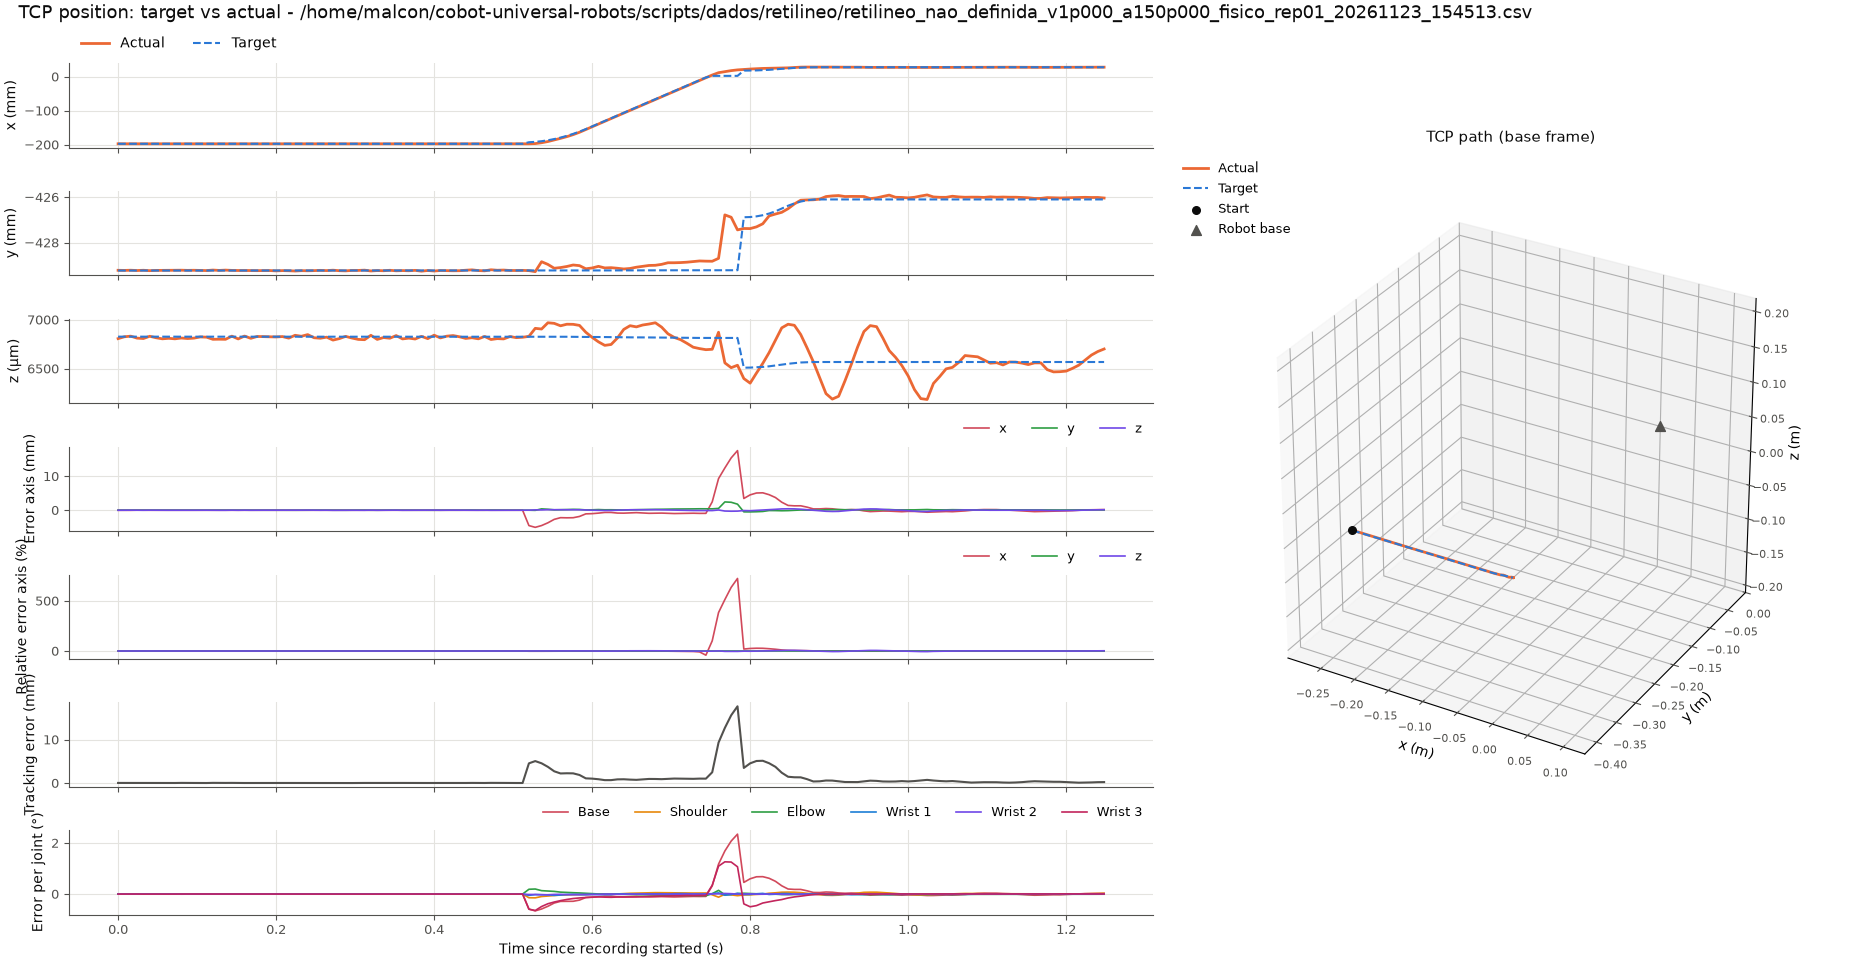 TCP position: target vs actual - /home/malcon/cobot-universal-robots/scripts/dados/retilineo/retilineo_nao_definida_v1p000_a150p000_fisico_rep01_20261123_154513.csv
Actual Target
x (mm)
0
−100
−200
y (mm)
−426
−428
z (μm)
7000
6500
x y z
Error axis (mm)
10
0
x y z
Relative error axis (%)
500
0
Tracking error (mm)
10
0
Base Shoulder Elbow Wrist 1 Wrist 2 Wrist 3
Error per joint (°)
2
0
0.0 0.2 0.4 0.6 0.8 1.0 1.2
Time since recording started (s)
TCP path (base frame)
Actual
Target
Start
Robot base
0.20
0.15
0.10
0.05
0.00
−0.05
−0.10
−0.15
−0.20
z (m)
0.00
−0.05
−0.10
−0.15
−0.20
−0.25
−0.30
−0.35
−0.40
y (m)
−0.25
−0.20
−0.15
−0.10
−0.05
0.00
0.05
0.10
x (m)